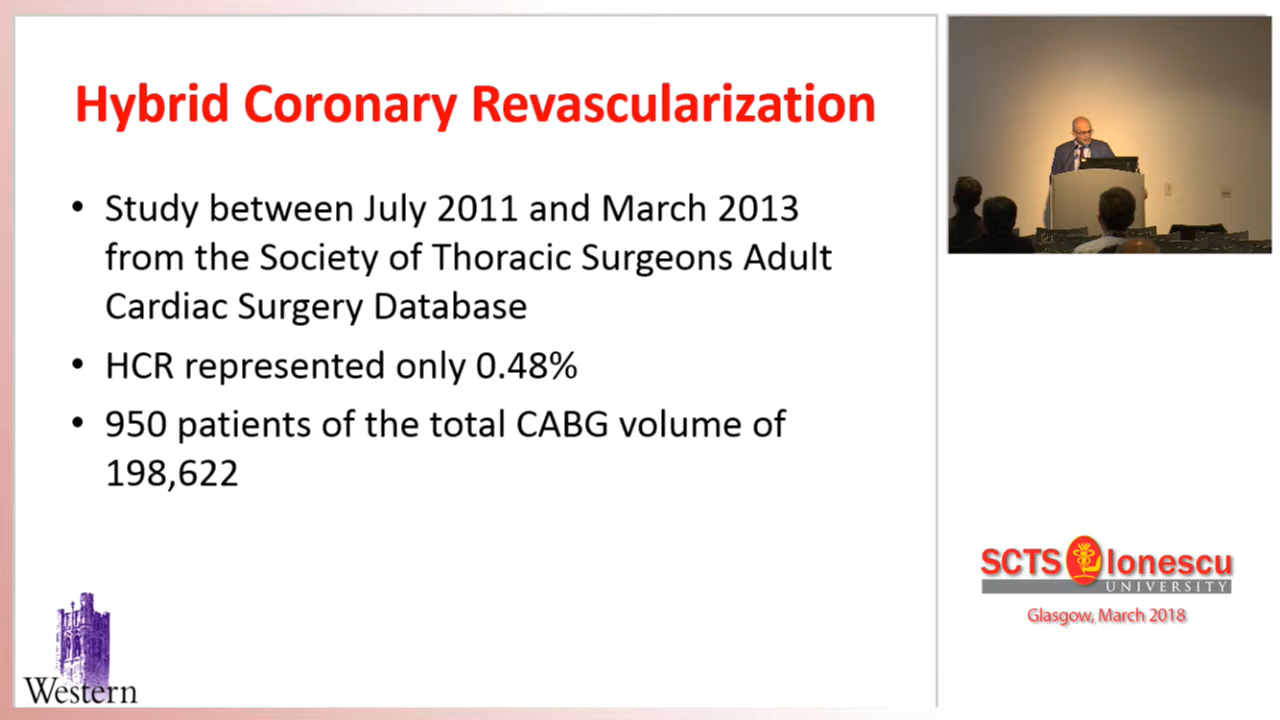 Hybrid Coronary Revascularization
• Study between July 2011 and March 2013
from the Society of Thoracic Surgeons Adult
Cardiac Surgery Database
• HCR represented only 0.48%
• 950 patients of the total CABG volume of
198,622
Western
SCTS Ionescu
UNIVERSITY
Glasgow, March 2018